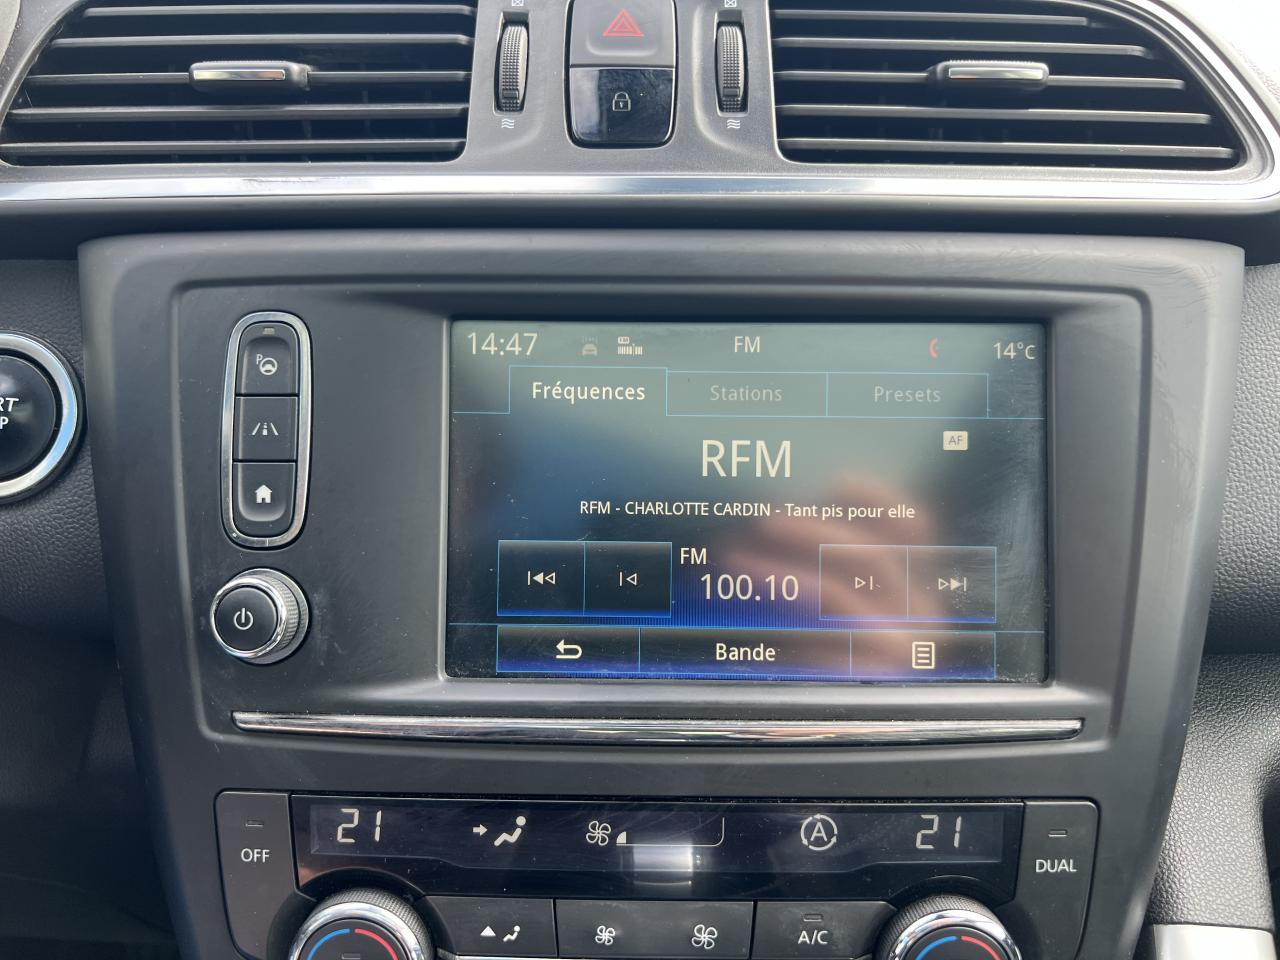 14:47
FM
14°C
Fréquences
Stations
Presets
RFM
AF
RFM - CHARLOTTE CARDIN - Tant pis pour elle
FM
100.10
Bande
P
21
A
21
OFF
DUAL
A/C